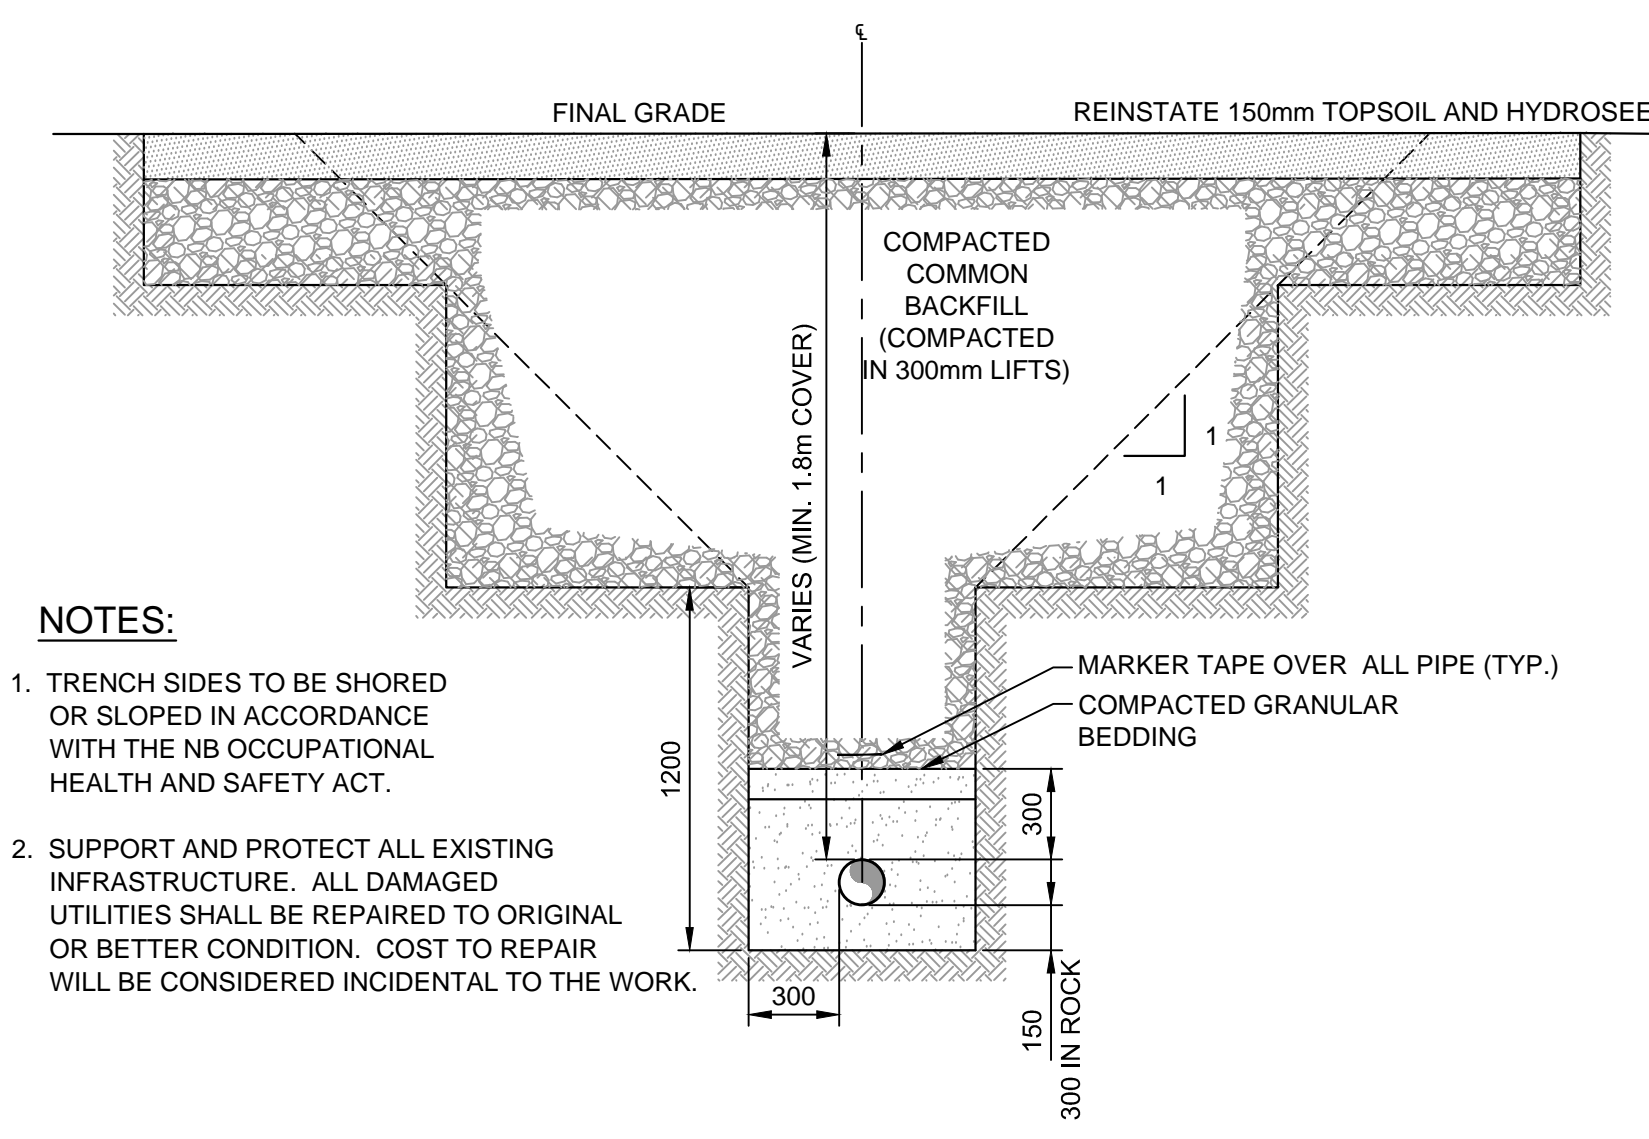 ℄
FINAL GRADE
REINSTATE 150mm TOPSOIL AND HYDROSEE
COMPACTED
COMMON
BACKFILL
(COMPACTED
IN 300mm LIFTS)
VARIES (MIN. 1.8m COVER)
1
1
NOTES:
1. TRENCH SIDES TO BE SHORED
OR SLOPED IN ACCORDANCE
WITH THE NB OCCUPATIONAL
HEALTH AND SAFETY ACT.
2. SUPPORT AND PROTECT ALL EXISTING
INFRASTRUCTURE. ALL DAMAGED
UTILITIES SHALL BE REPAIRED TO ORIGINAL
OR BETTER CONDITION. COST TO REPAIR
WILL BE CONSIDERED INCIDENTAL TO THE WORK.
1200
MARKER TAPE OVER ALL PIPE (TYP.)
COMPACTED GRANULAR
BEDDING
300
300
150
300 IN ROCK